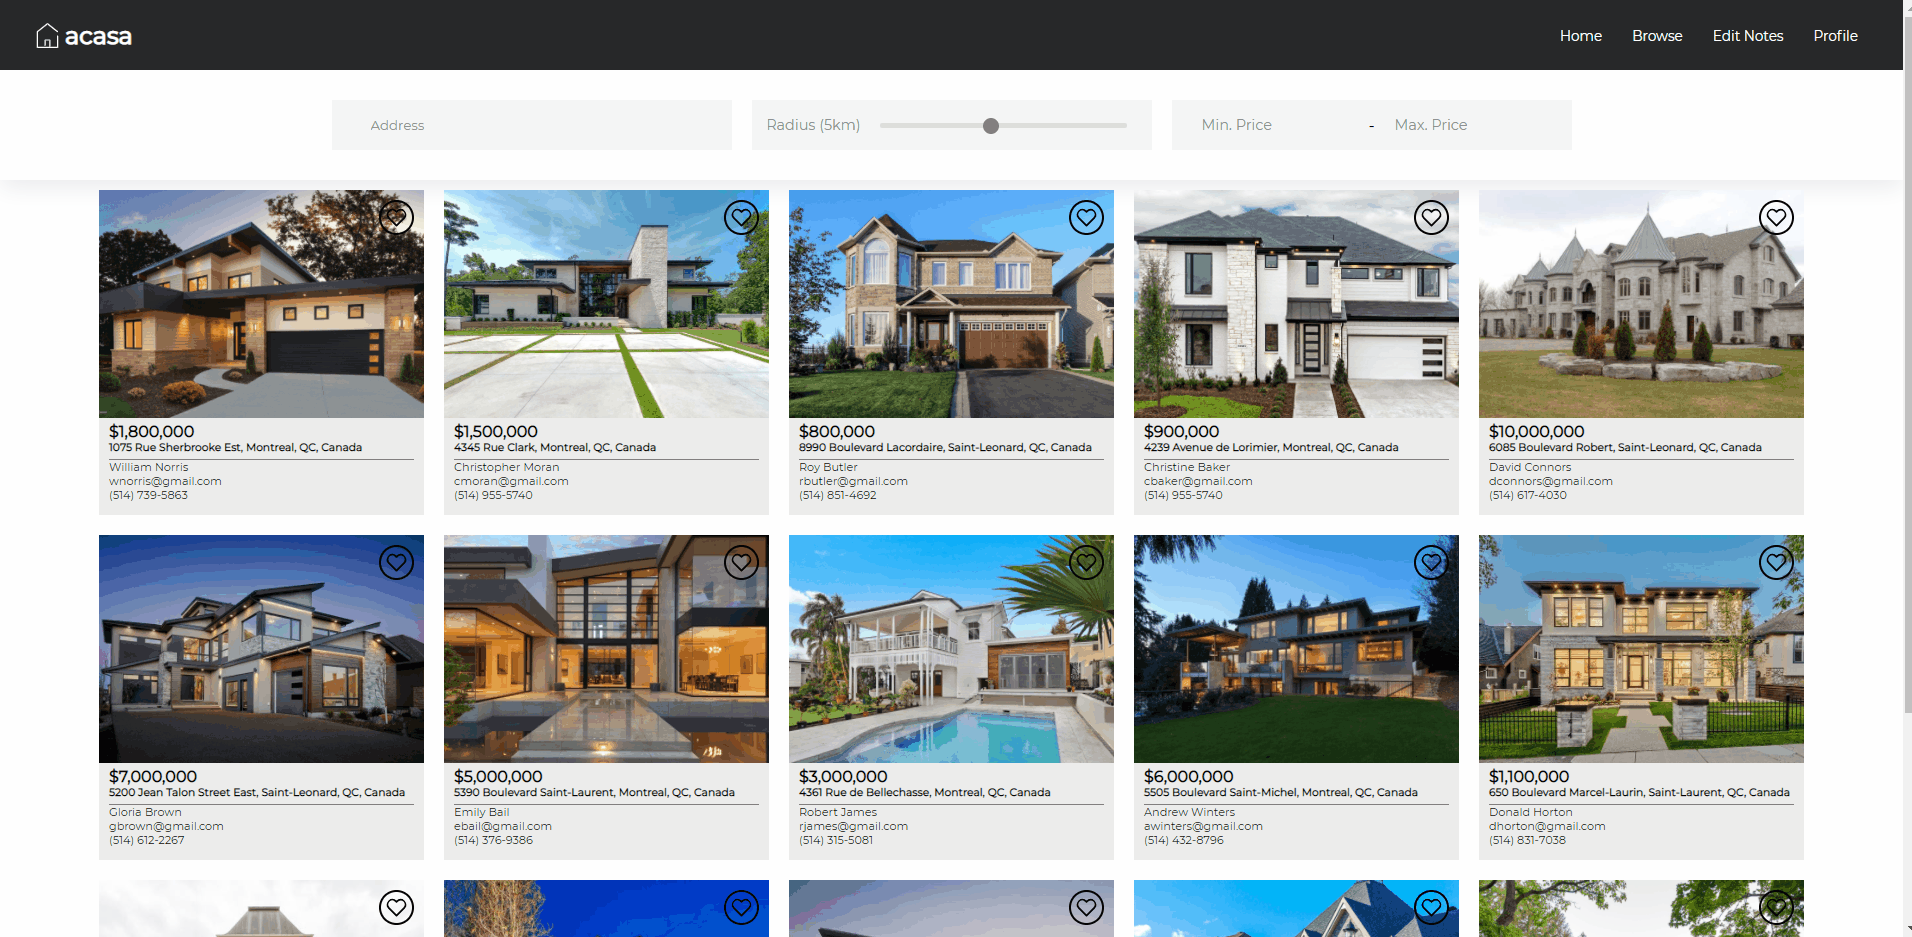 acasa
Home Browse Edit Notes Profile
Address Radius (5km) Min. Price - Max. Price
$1,800,000
1075 Rue Sherbrooke Est, Montreal, QC, Canada
William Norris
wnorris@gmail.com
(514) 739-5863
$1,500,000
4345 Rue Clark, Montreal, QC, Canada
Christopher Moran
cmoran@gmail.com
(514) 955-5740
$800,000
8990 Boulevard Lacordaire, Saint-Leonard, QC, Canada
Roy Butler
rbutler@gmail.com
(514) 851-4692
$900,000
4239 Avenue de Lorimier, Montreal, QC, Canada
Christine Baker
cbaker@gmail.com
(514) 955-5740
$10,000,000
6085 Boulevard Robert, Saint-Leonard, QC, Canada
David Connors
dconnors@gmail.com
(514) 617-4030
$7,000,000
5200 Jean Talon Street East, Saint-Leonard, QC, Canada
Gloria Brown
gbrown@gmail.com
(514) 612-2267
$5,000,000
5390 Boulevard Saint-Laurent, Montreal, QC, Canada
Emily Bail
ebail@gmail.com
(514) 376-9386
$3,000,000
4361 Rue de Bellechasse, Montreal, QC, Canada
Robert James
rjames@gmail.com
(514) 315-5081
$6,000,000
5505 Boulevard Saint-Michel, Montreal, QC, Canada
Andrew Winters
awinters@gmail.com
(514) 432-8796
$1,100,000
650 Boulevard Marcel-Laurin, Saint-Laurent, QC, Canada
Donald Horton
dhorton@gmail.com
(514) 831-7038